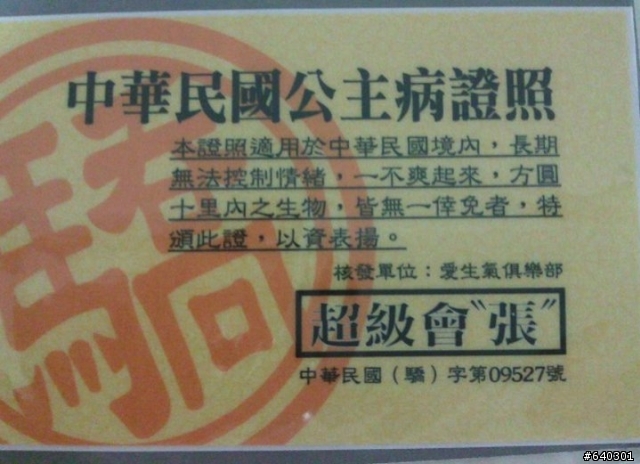 中華民國公主病證照
本證照適用於中華民國境內，長期
無法控制情緒，一不爽起來，方圓
十里內之生物，皆無一倖免者，特
頒此證，以資表揚。
核發單位：愛生氣俱樂部
超級會〝張〞
中華民國（驕）字第09527號
驕
#640301